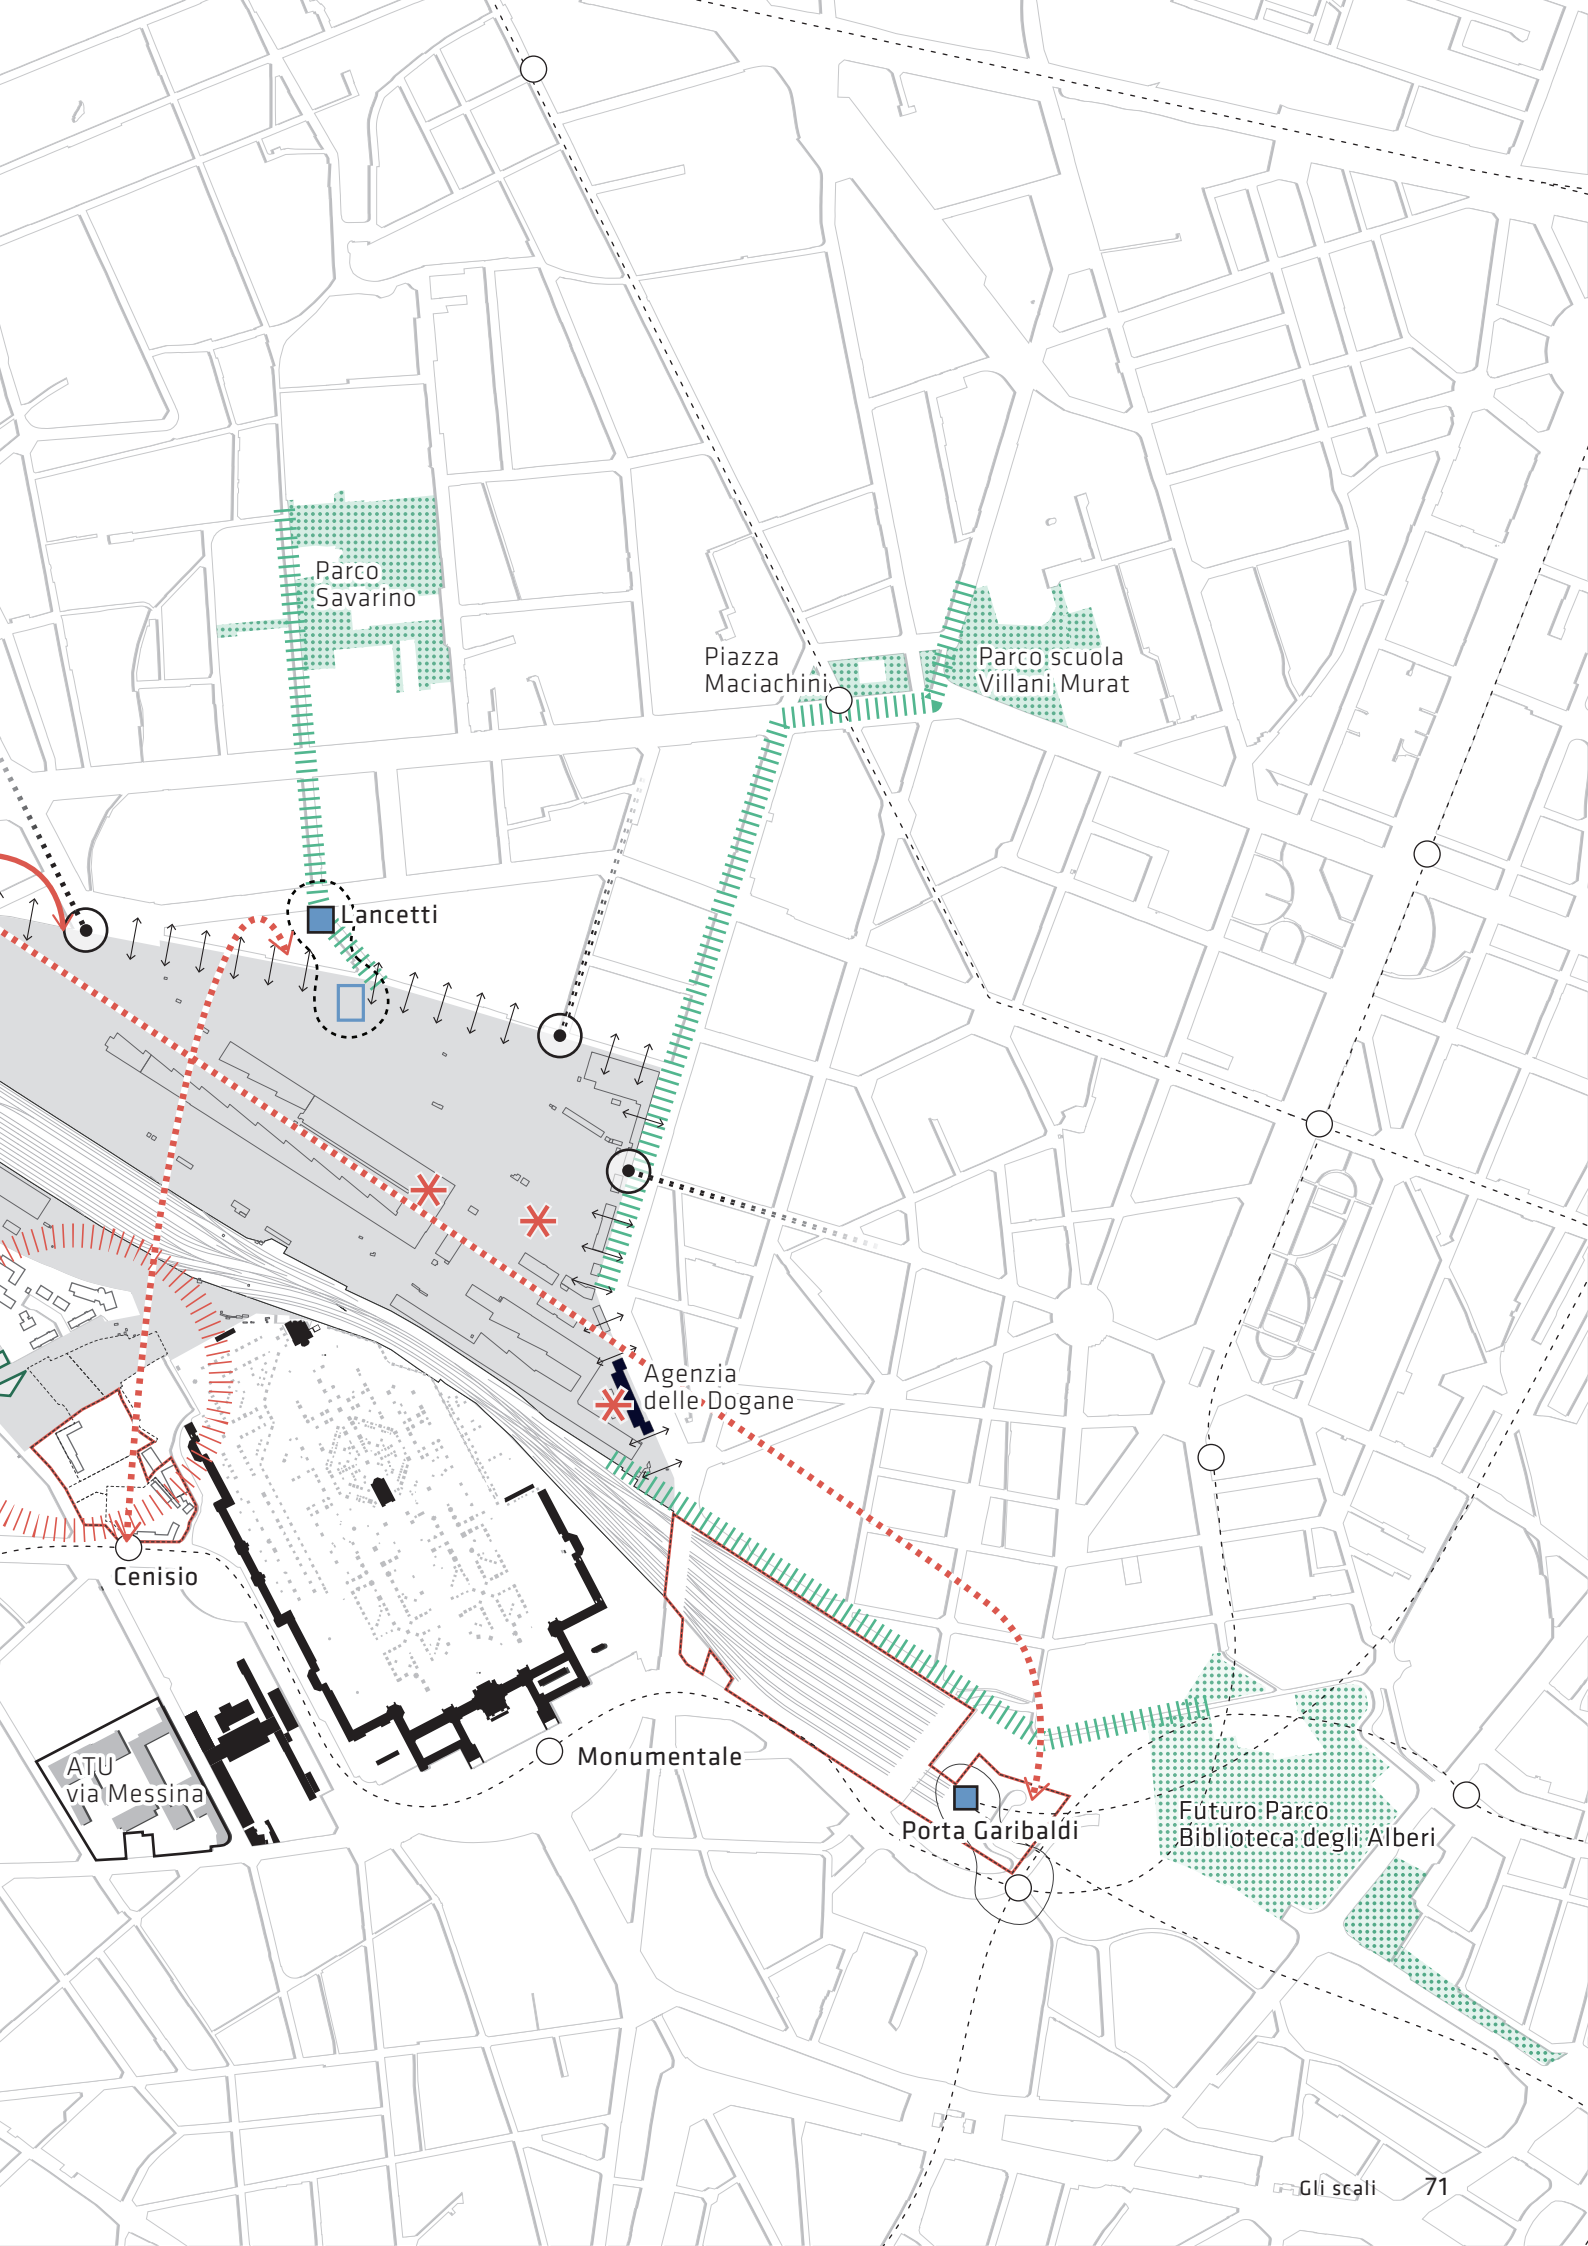 Parco
Savarino
Piazza
Maciachini
Parco scuola
Villani Murat
Lancetti
Agenzia
delle Dogane
Cenisio
Monumentale
ATU
via Messina
Porta Garibaldi
Futuro Parco
Biblioteca degli Alberi
Gli scali 71